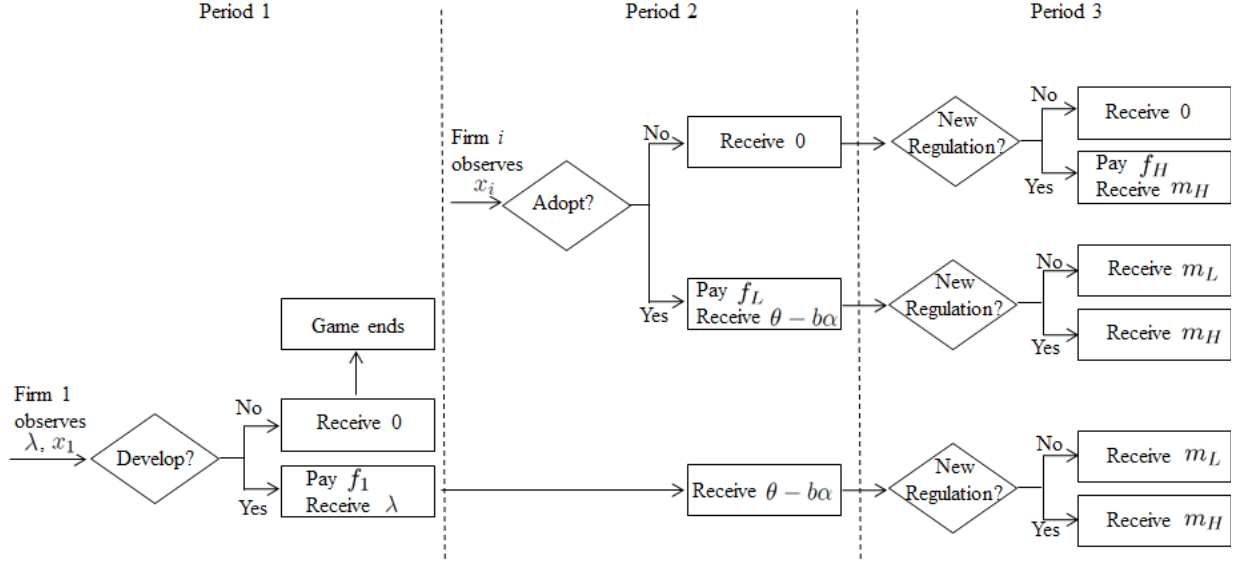 Period 1
Period 2
Period 3
Firm i
observes
x_i
Adopt?
No
Receive 0
New
Regulation?
No
Receive 0
Yes
Pay f_H
Receive m_H
Yes
Pay f_L
Receive θ − bα
New
Regulation?
No
Receive m_L
Yes
Receive m_H
Game ends
Firm 1
observes
λ, x_1
Develop?
No
Receive 0
Yes
Pay f_1
Receive λ
Receive θ − bα
New
Regulation?
No
Receive m_L
Yes
Receive m_H